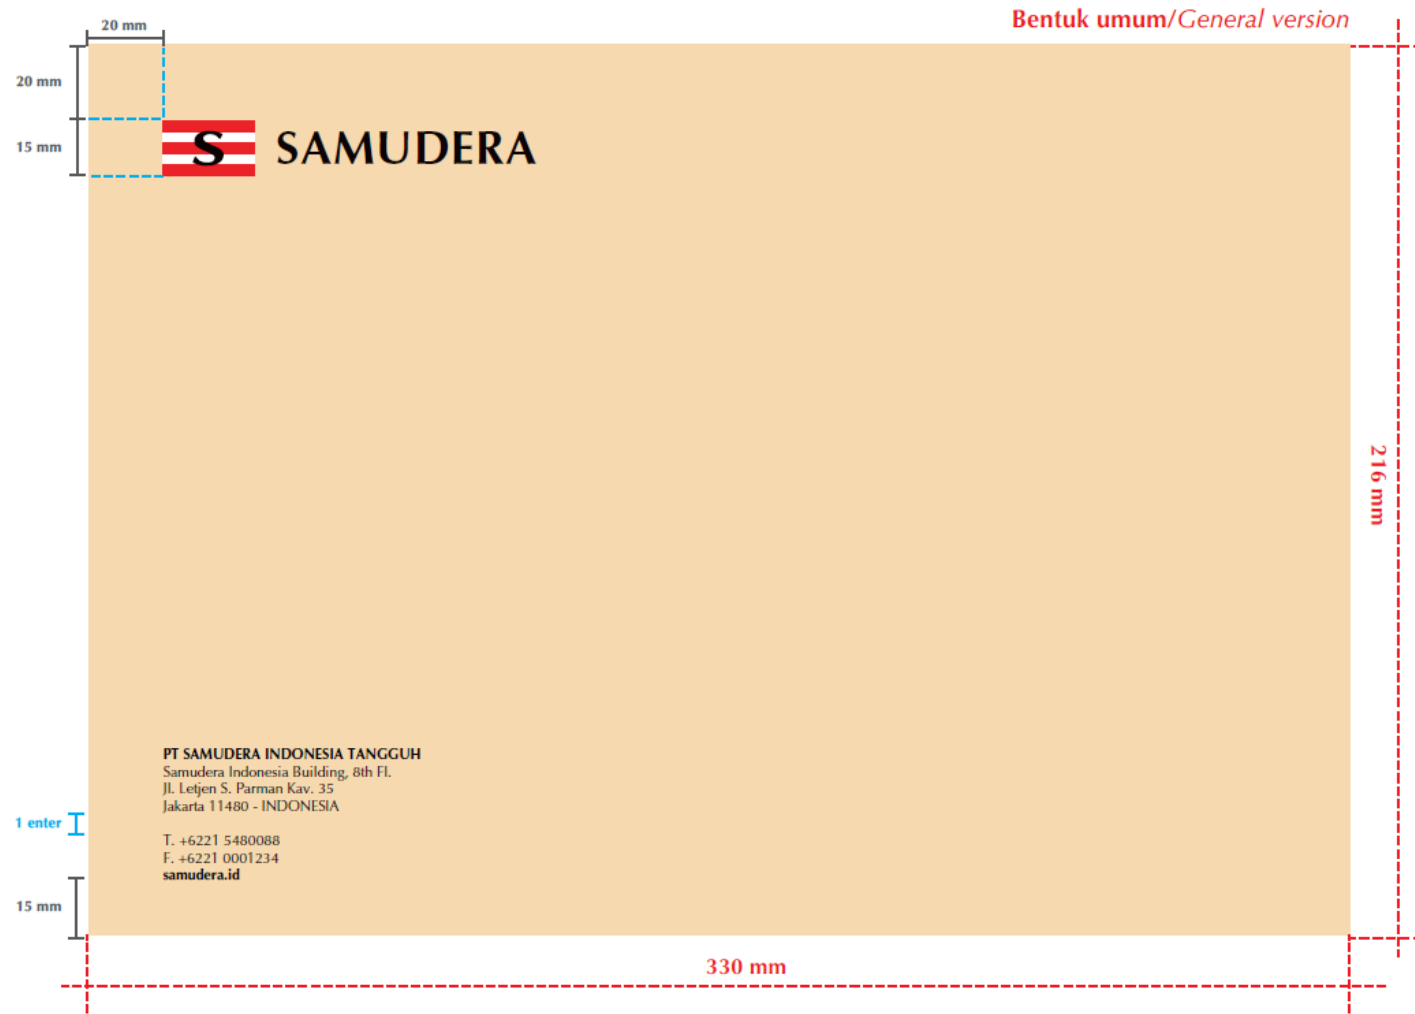 Bentuk umum/General version
20 mm
20 mm
15 mm
S SAMUDERA
216 mm
PT SAMUDERA INDONESIA TANGGUH
Samudera Indonesia Building, 8th Fl.
Jl. Letjen S. Parman Kav. 35
Jakarta 11480 - INDONESIA
1 enter
T. +6221 5480088
F. +6221 0001234
samudera.id
15 mm
330 mm